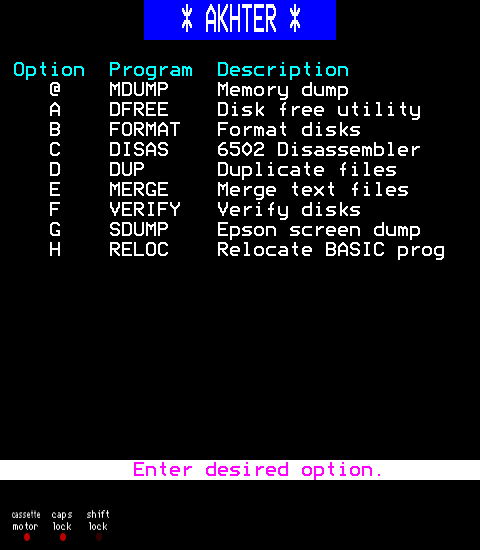 * AKHTER *
Option Program Description
@ MDUMP Memory dump
A DFREE Disk free utility
B FORMAT Format disks
C DISAS 6502 Disassembler
D DUP Duplicate files
E MERGE Merge text files
F VERIFY Verify disks
G SDUMP Epson screen dump
H RELOC Relocate BASIC prog
Enter desired option.
cassette motor caps lock shift lock